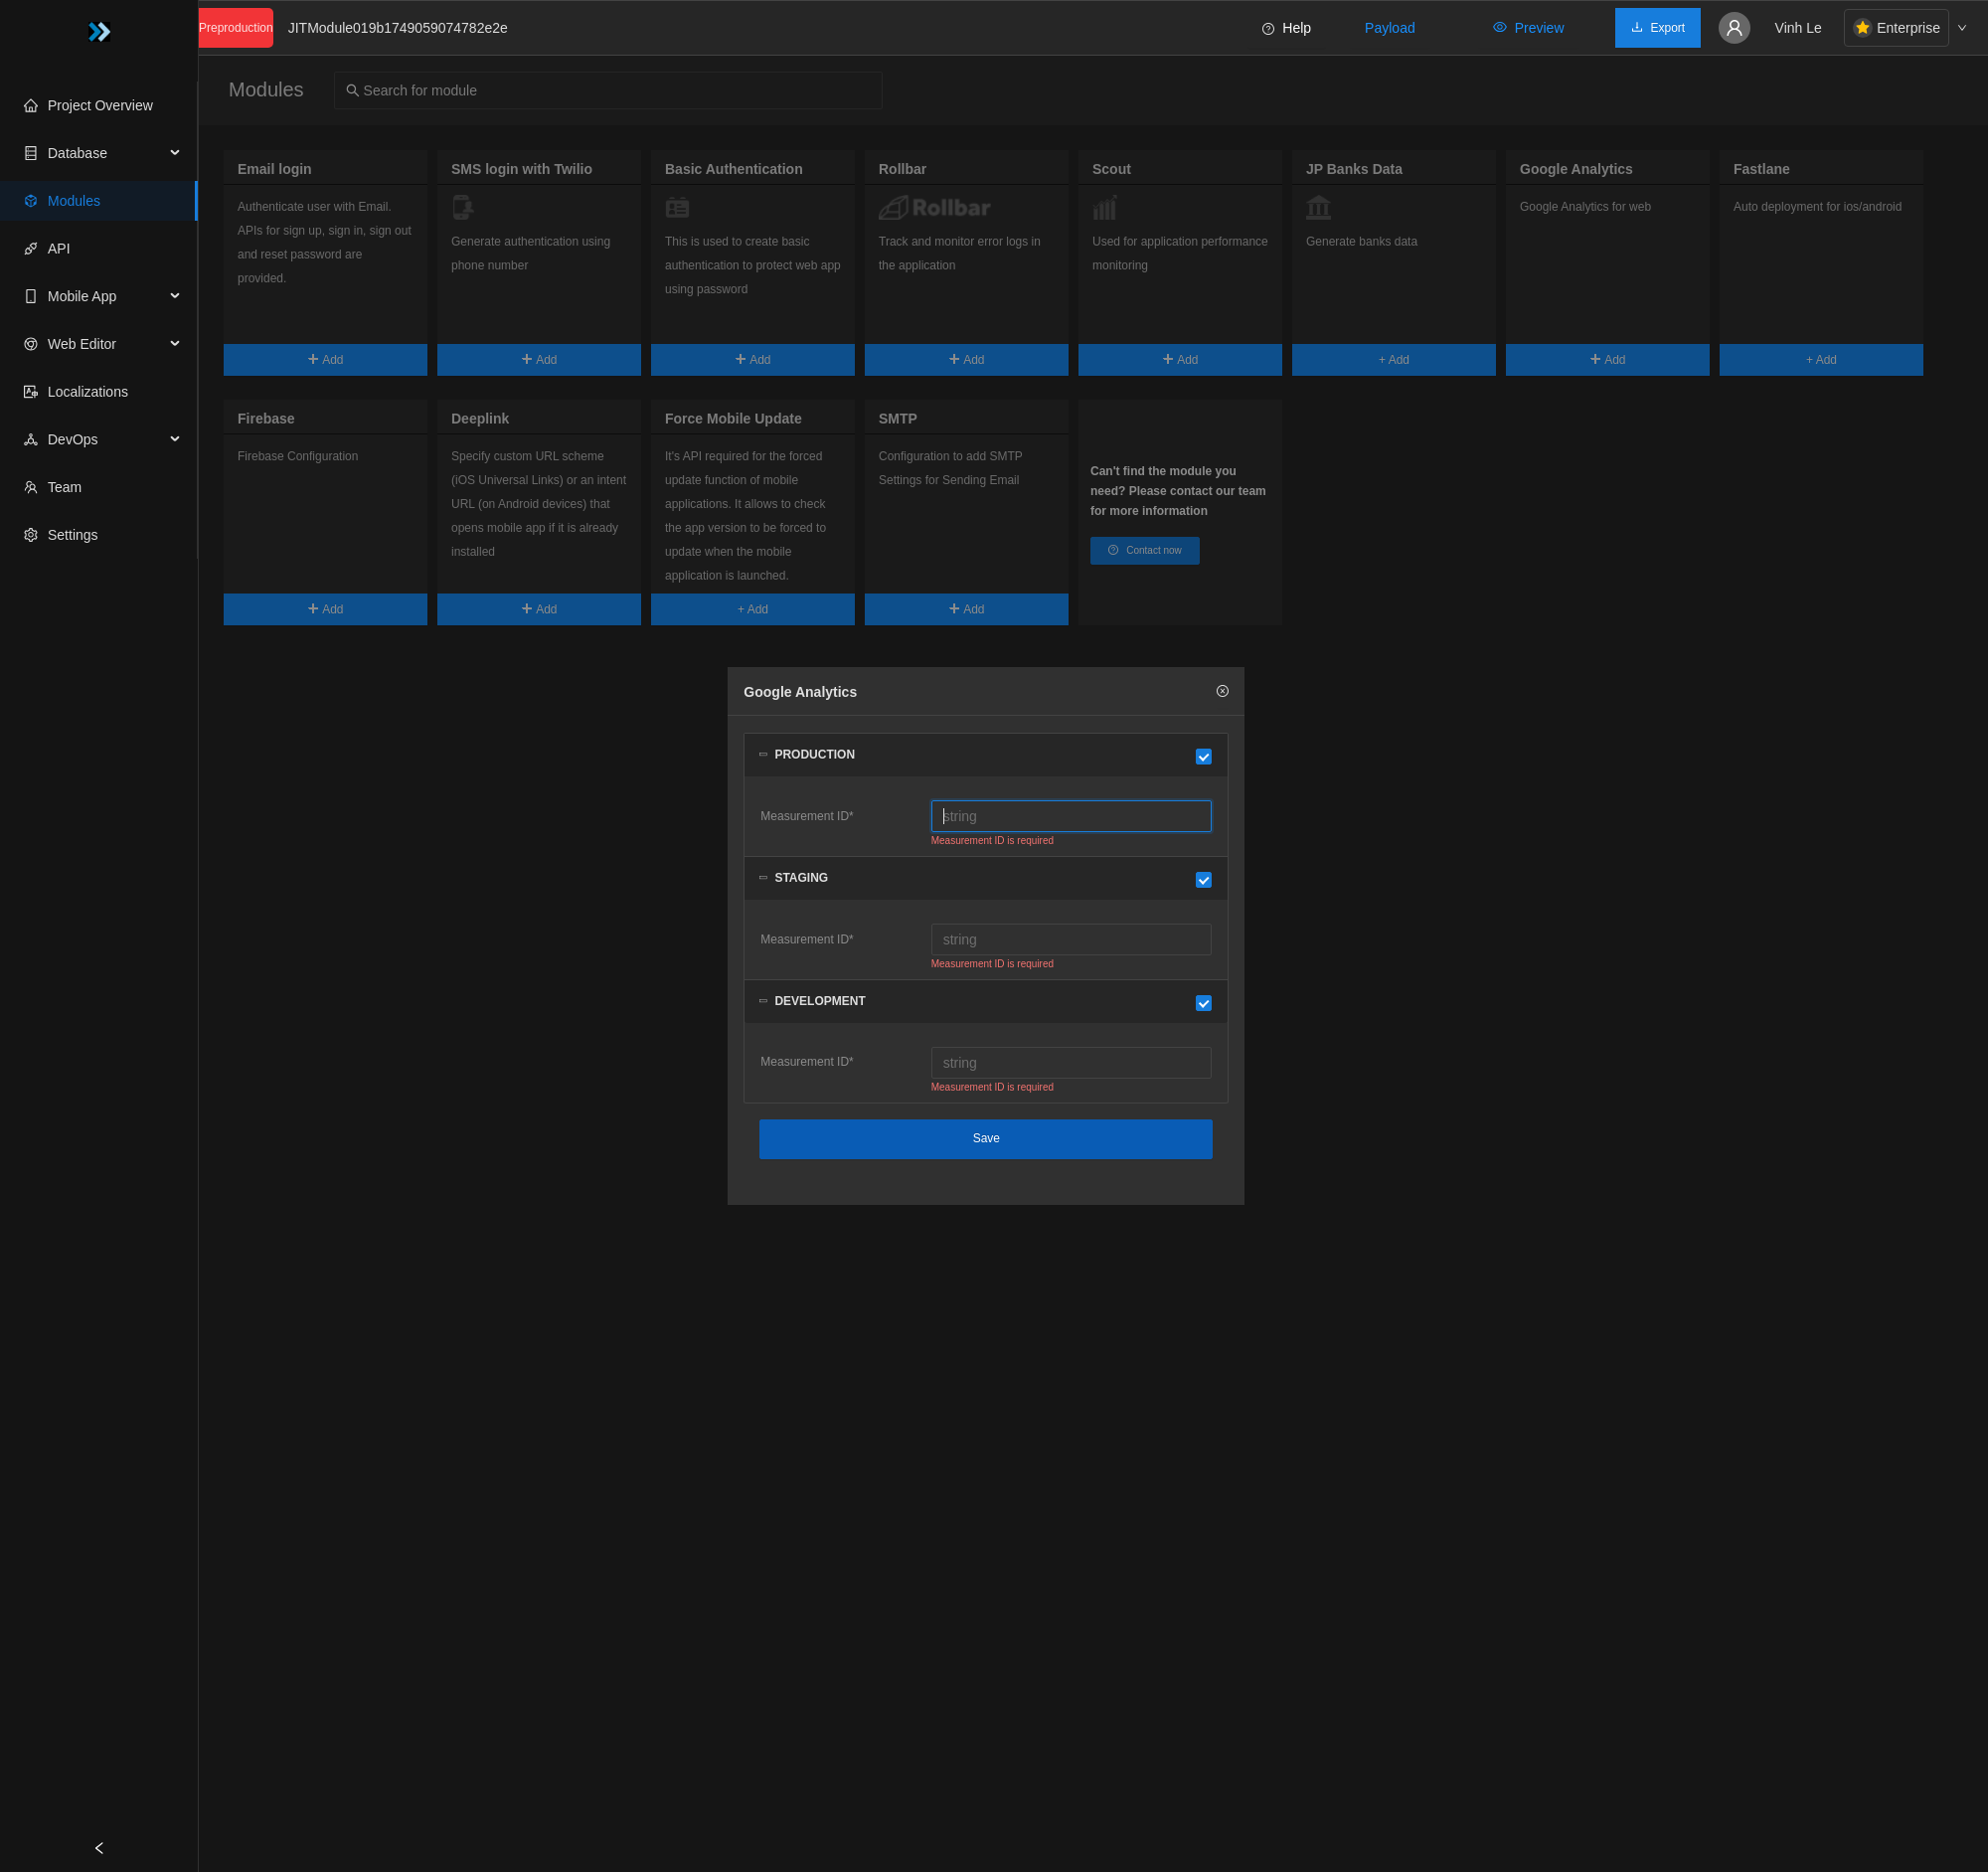 Preproduction JITModule019b1749059074782e2e Help Payload Preview Export Vinh Le Enterprise
Modules Search for module
Project Overview
Database
Modules
API
Mobile App
Web Editor
Localizations
DevOps
Team
Settings
Email login
Authenticate user with Email.
APIs for sign up, sign in, sign out
and reset password are
provided.
+ Add
SMS login with Twilio
Generate authentication using
phone number
+ Add
Basic Authentication
This is used to create basic
authentication to protect web app
using password
+ Add
Rollbar
Rollbar
Track and monitor error logs in
the application
+ Add
Scout
Used for application performance
monitoring
+ Add
JP Banks Data
Generate banks data
+ Add
Google Analytics
Google Analytics for web
+ Add
Fastlane
Auto deployment for ios/android
+ Add
Firebase
Firebase Configuration
+ Add
Deeplink
Specify custom URL scheme
(iOS Universal Links) or an intent
URL (on Android devices) that
opens mobile app if it is already
installed
+ Add
Force Mobile Update
It's API required for the forced
update function of mobile
applications. It allows to check
the app version to be forced to
update when the mobile
application is launched.
+ Add
SMTP
Configuration to add SMTP
Settings for Sending Email
+ Add
Can't find the module you
need? Please contact our team
for more information
Contact now
Google Analytics
PRODUCTION
Measurement ID* string
Measurement ID is required
STAGING
Measurement ID* string
Measurement ID is required
DEVELOPMENT
Measurement ID* string
Measurement ID is required
Save